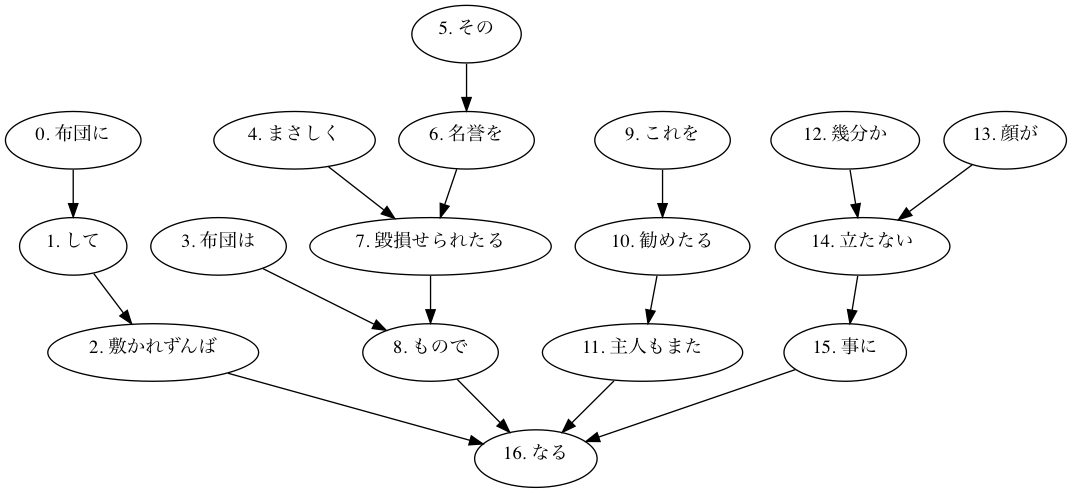 5. その
0. 布団に
4. まさしく
6. 名誉を
9. これを
12. 幾分か
13. 顔が
1. して
3. 布団は
7. 毀損せられたる
10. 勧めたる
14. 立たない
2. 敷かれずんば
8. もので
11. 主人もまた
15. 事に
16. なる